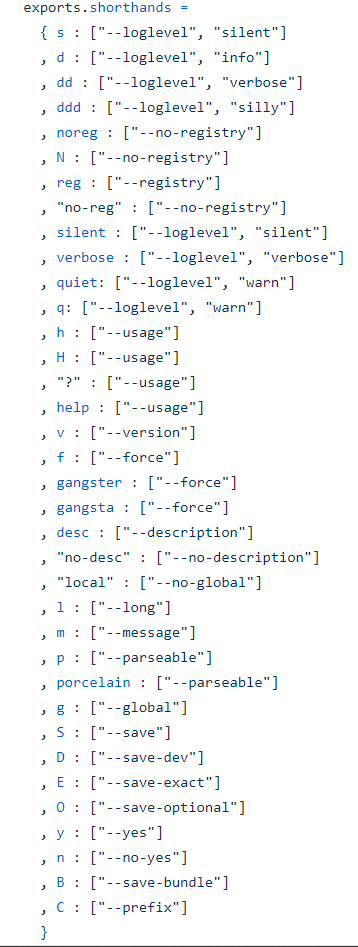 exports.shorthands =
{ s : ["--loglevel", "silent"]
, d : ["--loglevel", "info"]
, dd : ["--loglevel", "verbose"]
, ddd : ["--loglevel", "silly"]
, noreg : ["--no-registry"]
, N : ["--no-registry"]
, reg : ["--registry"]
, "no-reg" : ["--no-registry"]
, silent : ["--loglevel", "silent"]
, verbose : ["--loglevel", "verbose"]
, quiet: ["--loglevel", "warn"]
, q: ["--loglevel", "warn"]
, h : ["--usage"]
, H : ["--usage"]
, "?" : ["--usage"]
, help : ["--usage"]
, v : ["--version"]
, f : ["--force"]
, gangster : ["--force"]
, gangsta : ["--force"]
, desc : ["--description"]
, "no-desc" : ["--no-description"]
, "local" : ["--no-global"]
, l : ["--long"]
, m : ["--message"]
, p : ["--parseable"]
, porcelain : ["--parseable"]
, g : ["--global"]
, S : ["--save"]
, D : ["--save-dev"]
, E : ["--save-exact"]
, O : ["--save-optional"]
, y : ["--yes"]
, n : ["--no-yes"]
, B : ["--save-bundle"]
, C : ["--prefix"]
}